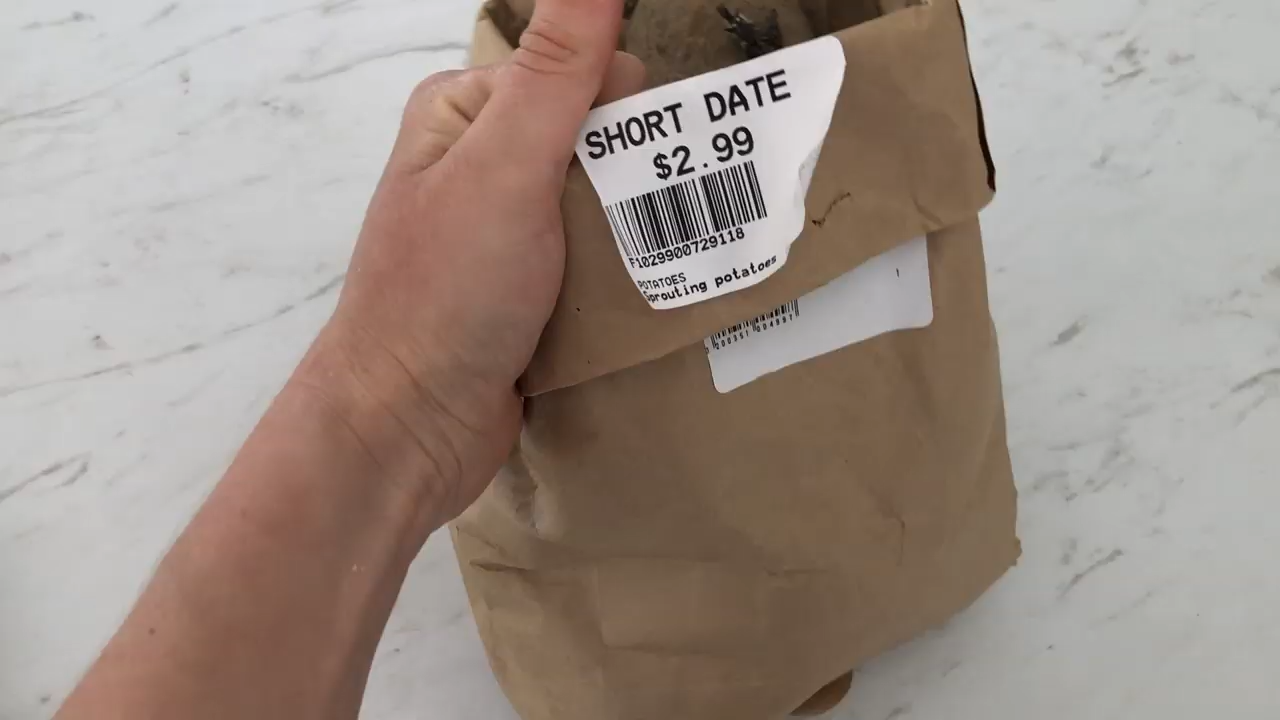 SHORT DATE
$2.99
F1029900729118
POTATOES
Sprouting potatoes